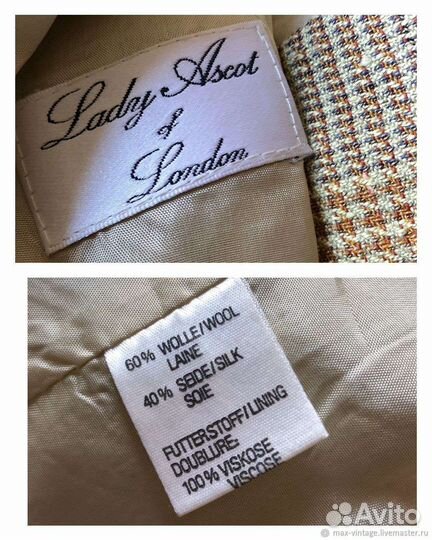 Lady Ascot
of
London
60% WOLLE/WOOL
LAINE
40% SEIDE/SILK
SOIE
FUTTERSTOFF/LINING
DOUBLURE:
100% VISKOSE
VISCOSE
Avito
max-vintage.livemaster.ru